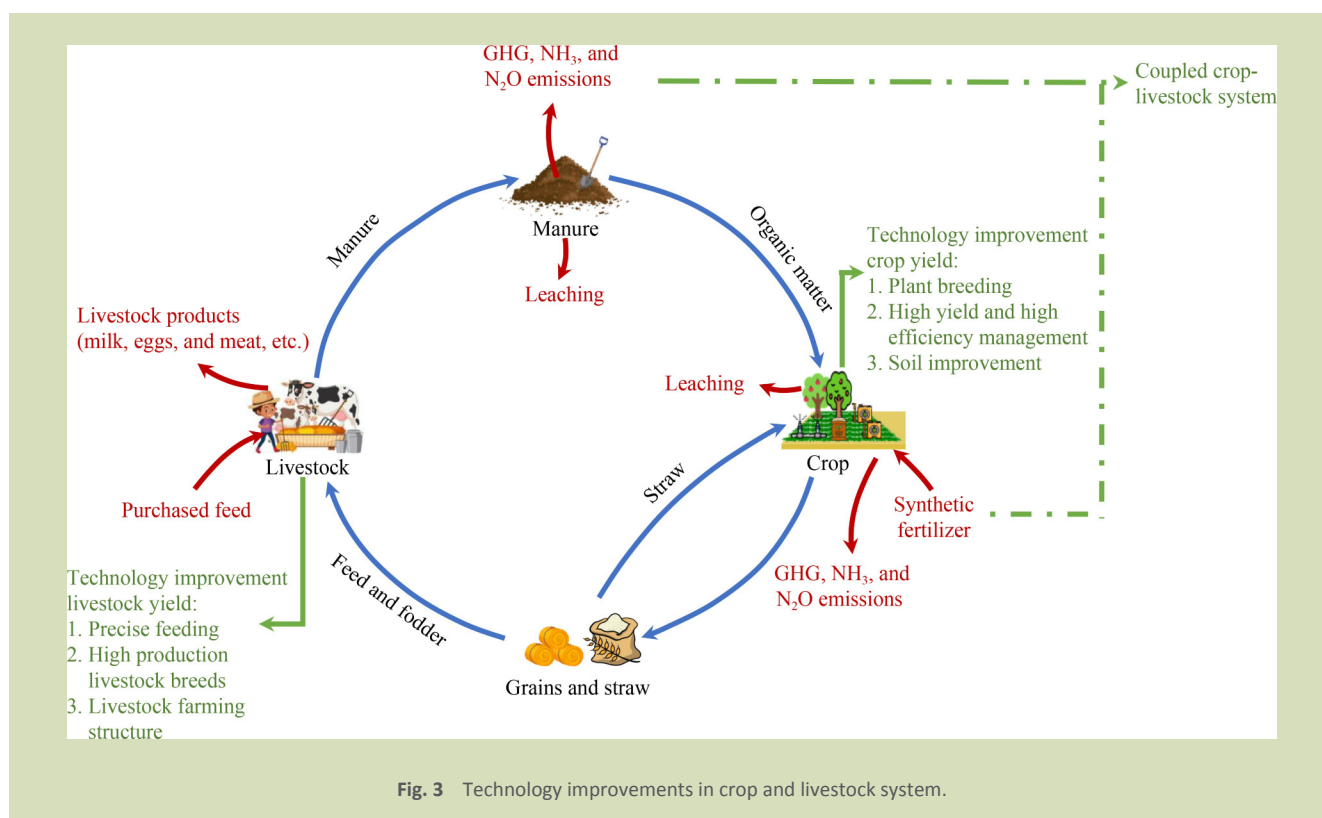 GHG, NH₃, and
N₂O emissions
Coupled crop-
livestock system
Manure
Manure
Organic matter
Leaching
Technology improvement
crop yield:
1. Plant breeding
2. High yield and high
efficiency management
3. Soil improvement
Livestock products
(milk, eggs, and meat, etc.)
Leaching
Livestock
Crop
Purchased feed
Straw
Synthetic
fertilizer
Feed and fodder
GHG, NH₃, and
N₂O emissions
Technology improvement
livestock yield:
1. Precise feeding
2. High production
livestock breeds
3. Livestock farming
structure
Grains and straw
Fig. 3 Technology improvements in crop and livestock system.